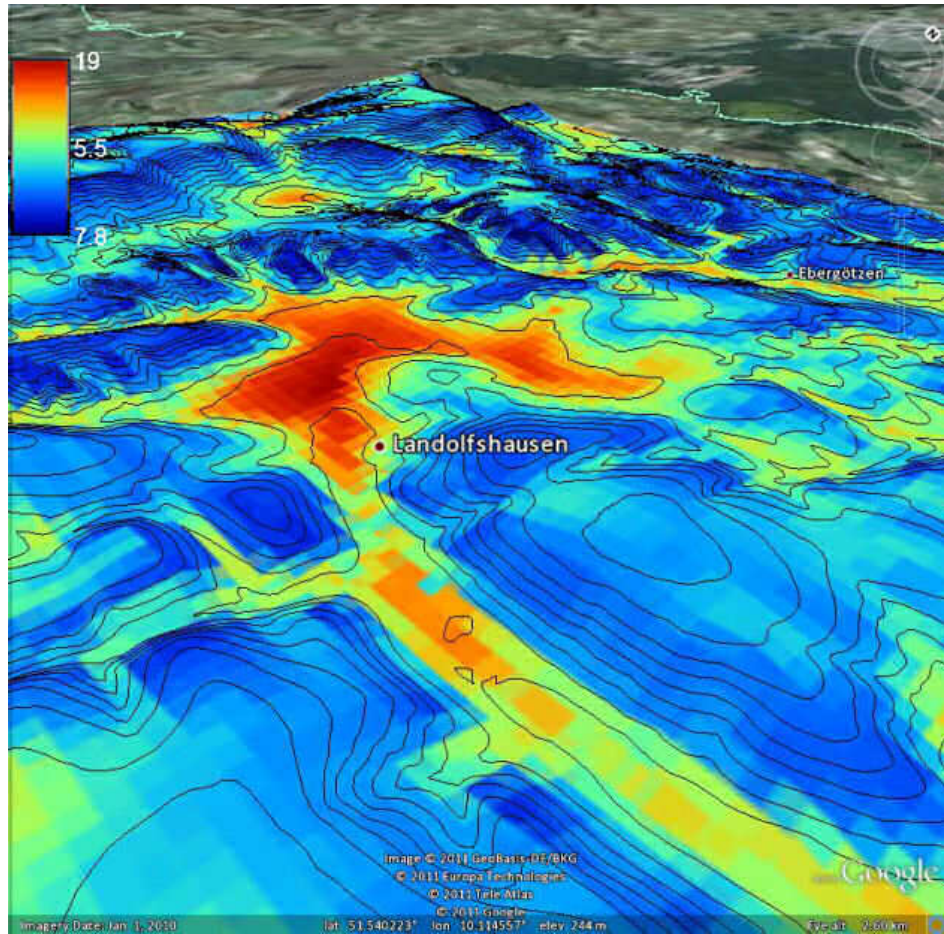 19
5.5
7.8
Ebergötzen
Landolfshausen
Image © 2011 GeoBasis-DE/BKG
© 2011 Europa Technologies
© 2011 Tele Atlas
© 2011 Google
Google
Imagery Date: Jan. 1, 2010 lat 51.540223° lon 10.114557° elev 244 m Eye alt 2.60 km